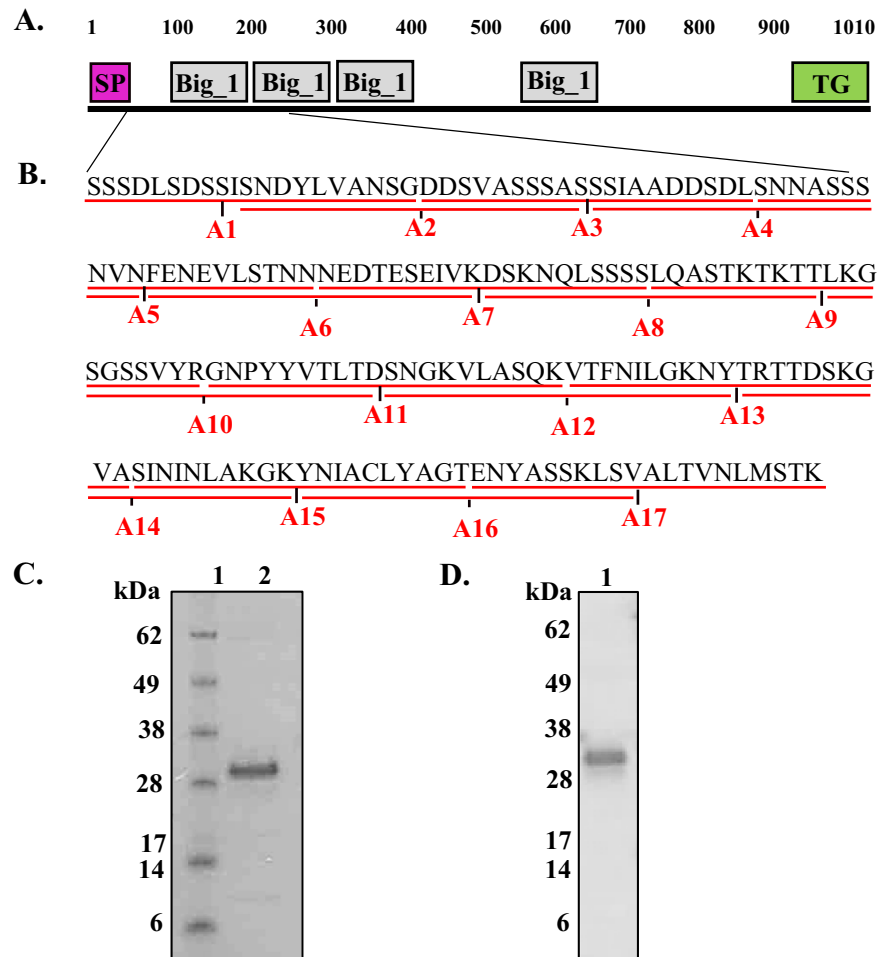 A. 1 100 200 300 400 500 600 700 800 900 1010
SP Big_1 Big_1 Big_1 Big_1 TG
B.
SSSDLSDSSISNDYLVANSGDDSVASSSASSSIAADDSDLSNNASSS
A1 A2 A3 A4
NVNFENEVLSTNNNEDTESEIVKDSKNQLSSSSLQASTKTKTTLKG
A5 A6 A7 A8 A9
SGSSVYRGNPYYVTLTDSNGKVLASQKVTFNILGKNYTRTTDSKG
A10 A11 A12 A13
VASININLAKGKYNIACLYAGTENYASSKLSVALTVNLMSTK
A14 A15 A16 A17
C. kDa 1 2
62
49
38
28
17
14
6
D. kDa 1
62
49
38
28
17
14
6